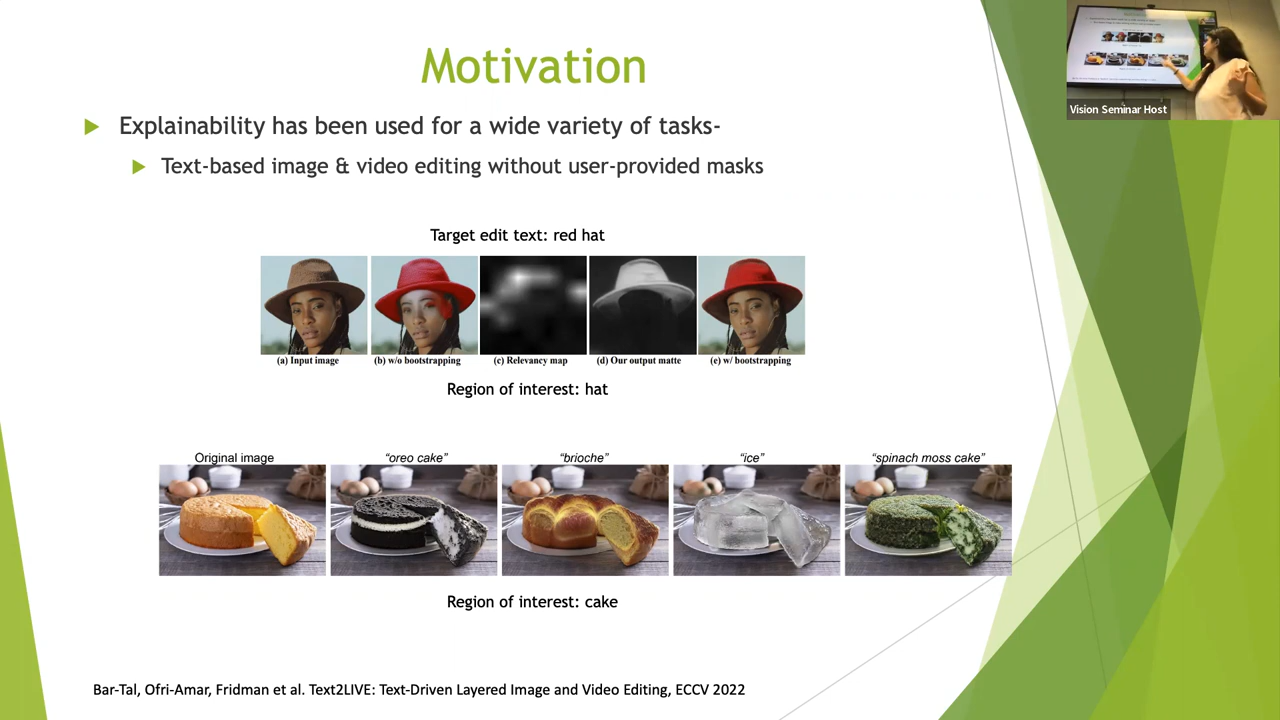 Motivation
Explainability has been used for a wide variety of tasks-
Text-based image & video editing without user-provided masks
Target edit text: red hat
(a) Input image (b) w/o bootstrapping (c) Relevancy map (d) Our output matte (e) w/ bootstrapping
Region of interest: hat
Original image "oreo cake" "brioche" "ice" "spinach moss cake"
Region of interest: cake
Bar-Tal, Ofri-Amar, Fridman et al. Text2LIVE: Text-Driven Layered Image and Video Editing, ECCV 2022
Vision Seminar Host